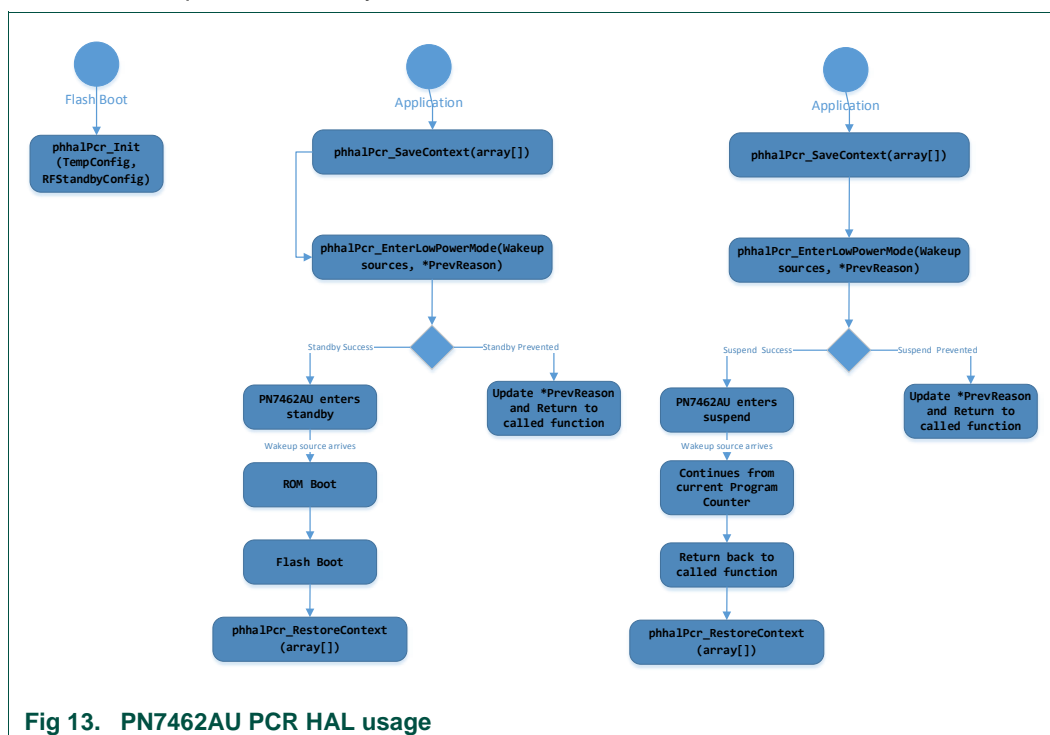 Flash Boot
phhalPcr_Init
(TempConfig,
RFStandbyConfig)
Application
phhalPcr_SaveContext(array[])
phhalPcr_EnterLowPowerMode(Wakeup
sources, *PrevReason)
Standby Success
Standby Prevented
PN7462AU enters
standby
Update *PrevReason
and Return to
called function
Wakeup source arrives
ROM Boot
Flash Boot
phhalPcr_RestoreContext
(array[])
Application
phhalPcr_SaveContext(array[])
phhalPcr_EnterLowPowerMode(Wakeup
sources, *PrevReason)
Suspend Success
Suspend Prevented
PN7462AU enters
suspend
Update *PrevReason
and Return to
called function
Wakeup source arrives
Continues from
current Program
Counter
Return back to
called function
phhalPcr_RestoreContext
(array[])
Fig 13. PN7462AU PCR HAL usage